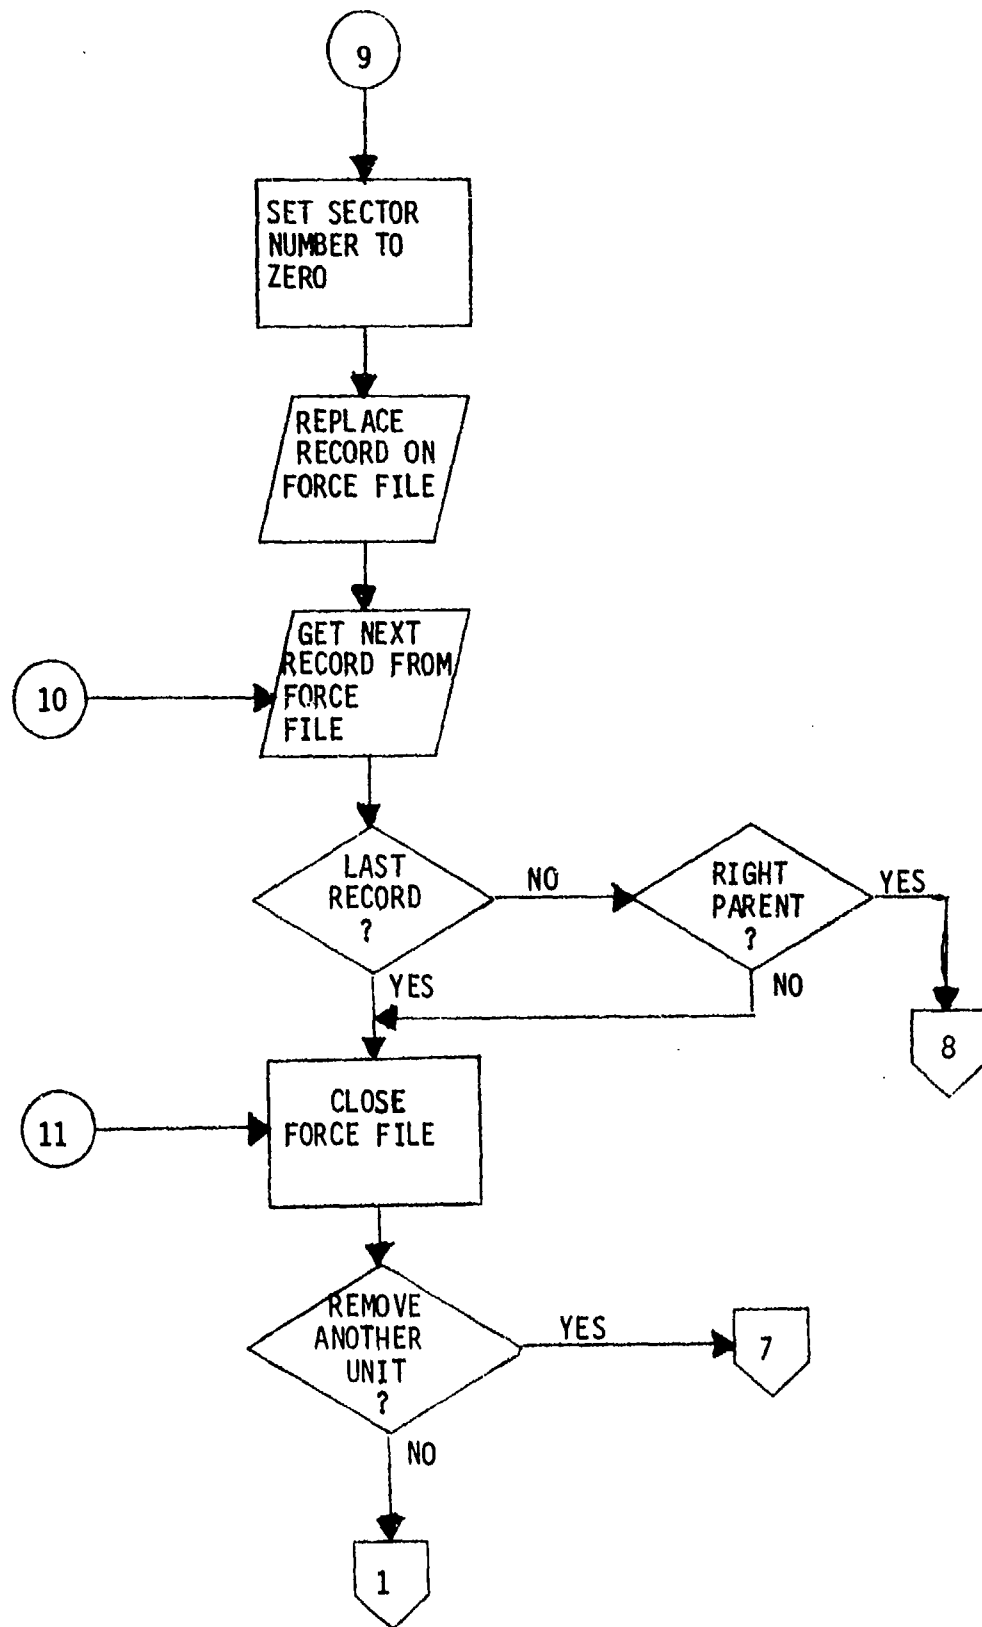 9
SET SECTOR
NUMBER TO
ZERO
REPLACE
RECORD ON
FORCE FILE
GET NEXT
RECORD FROM
FORCE
FILE
10
LAST
RECORD
?
NO
RIGHT
PARENT
?
YES
YES
NO
8
CLOSE
FORCE FILE
11
REMOVE
ANOTHER
UNIT
?
YES
7
NO
1